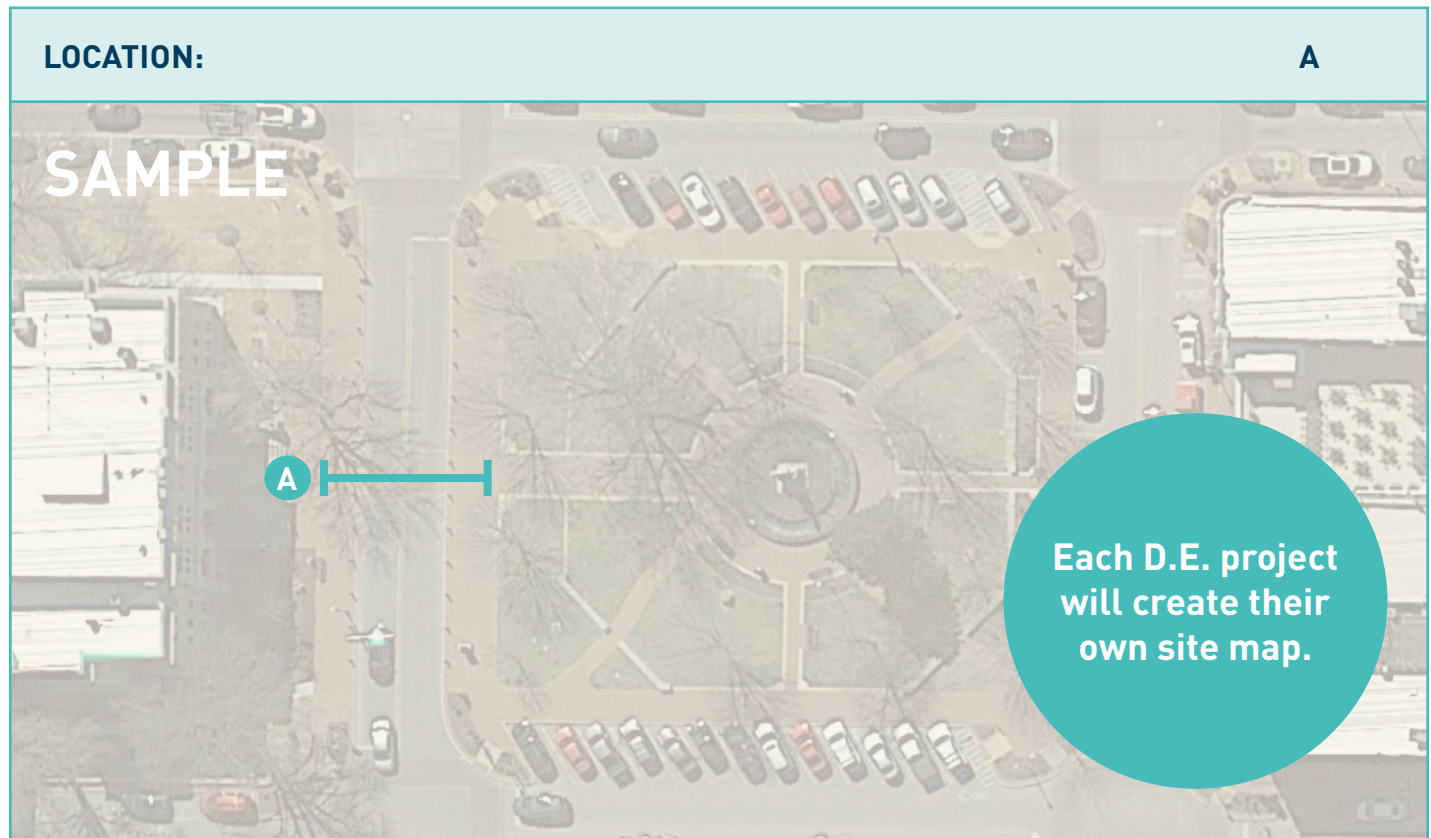 LOCATION: A
SAMPLE
A
Each D.E. project
will create their
own site map.